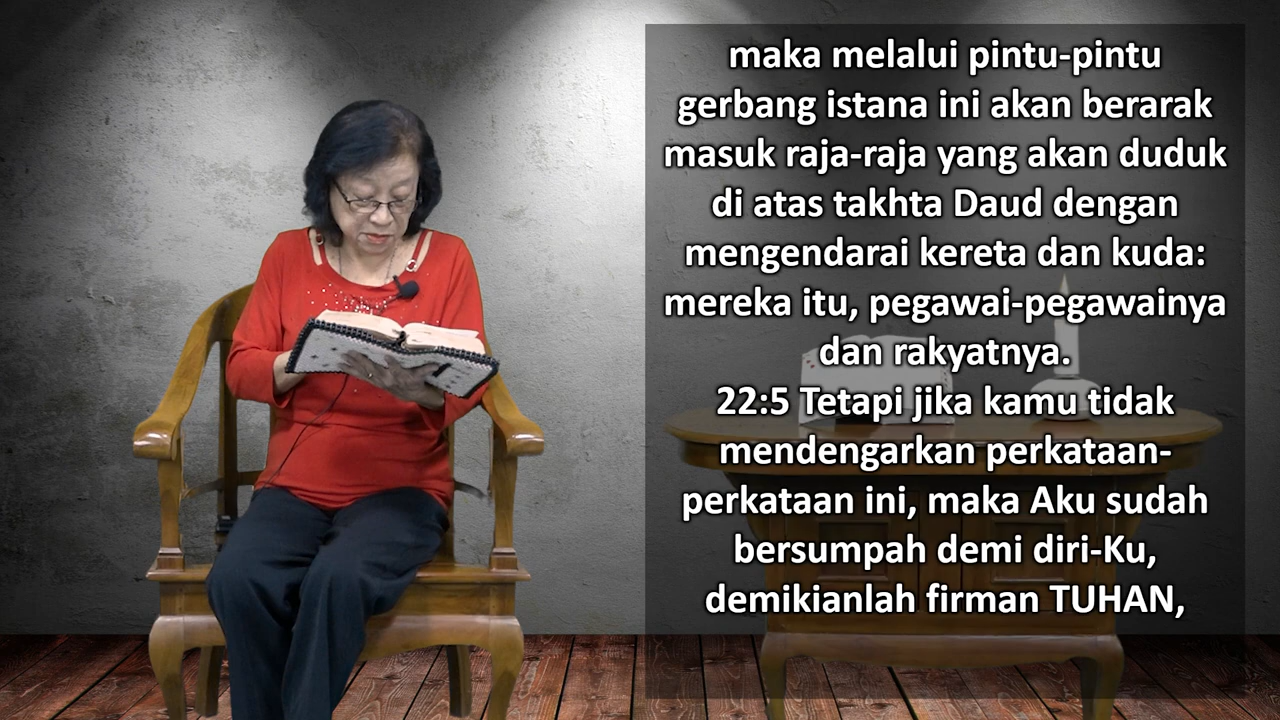 maka melalui pintu-pintu
gerbang istana ini akan berarak
masuk raja-raja yang akan duduk
di atas takhta Daud dengan
mengendarai kereta dan kuda:
mereka itu, pegawai-pegawainya
dan rakyatnya.
22:5 Tetapi jika kamu tidak
mendengarkan perkataan-
perkataan ini, maka Aku sudah
bersumpah demi diri-Ku,
demikianlah firman TUHAN,